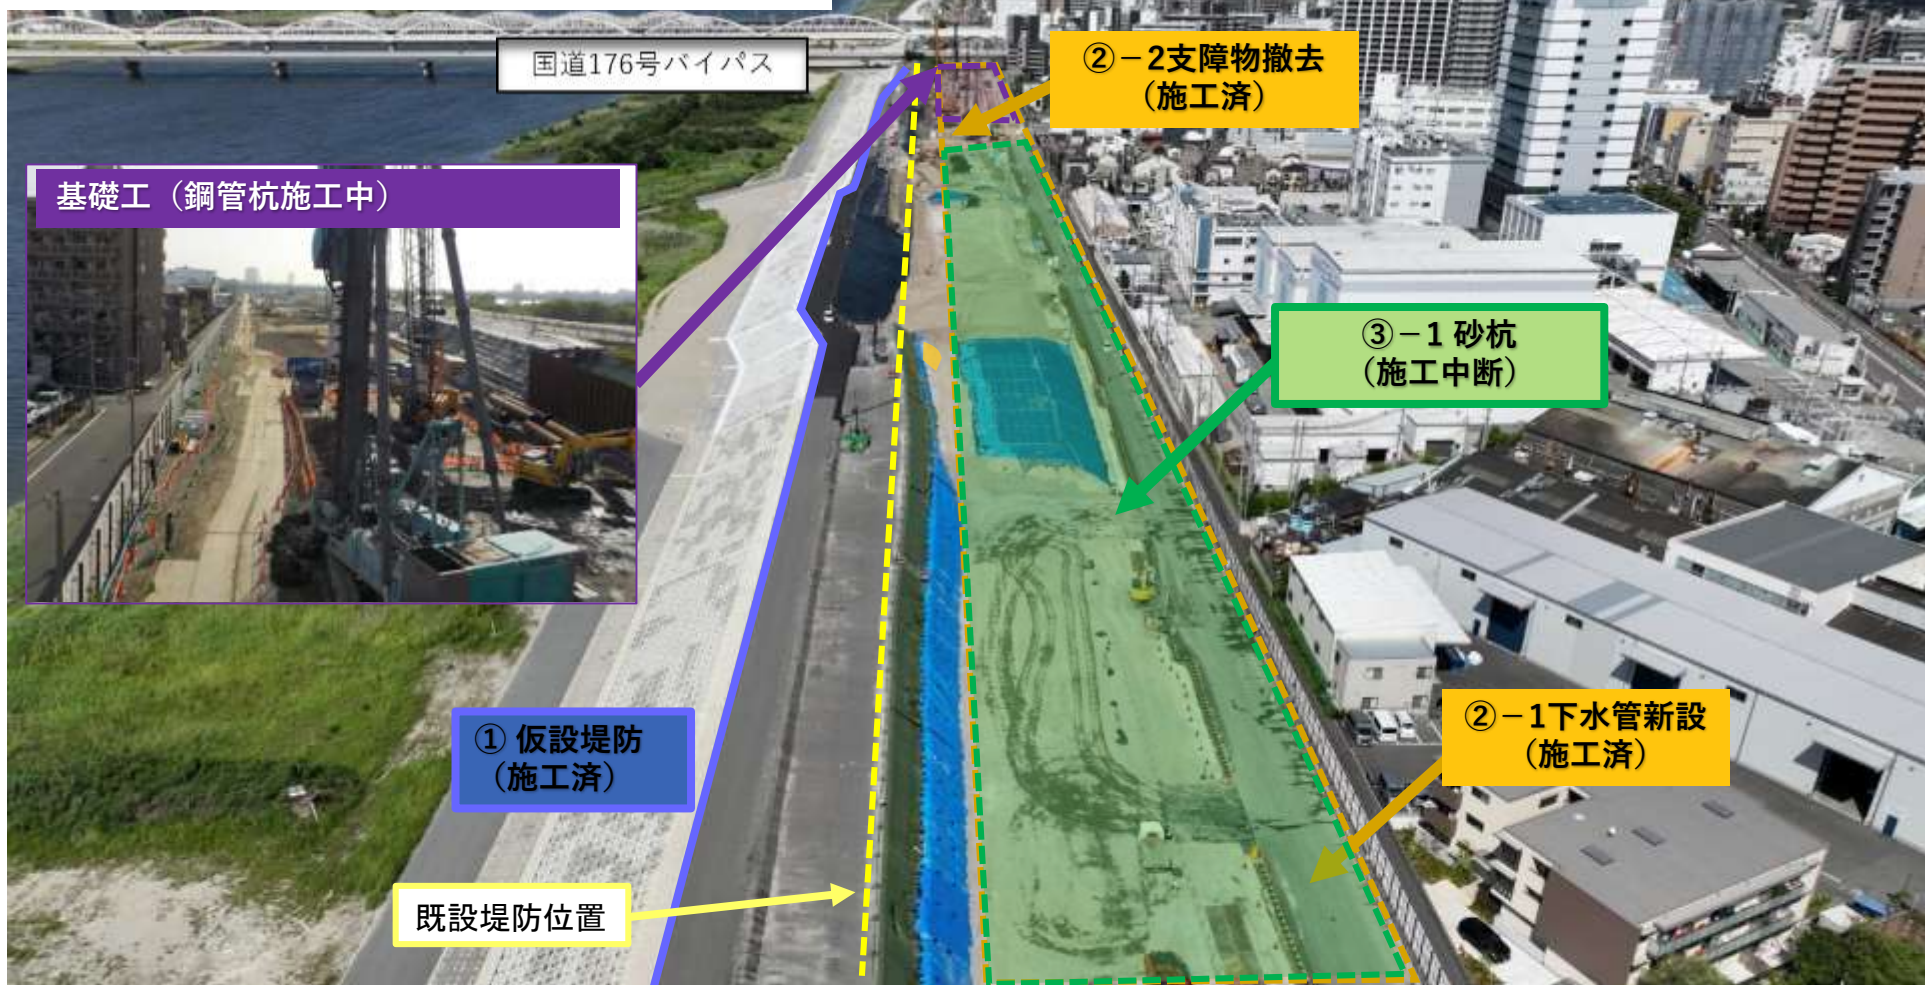 国道176号バイパス
②－2支障物撤去
（施工済）
基礎工（鋼管杭施工中）
③－1 砂杭
（施工中断）
① 仮設堤防
（施工済）
②－1下水管新設
（施工済）
既設堤防位置